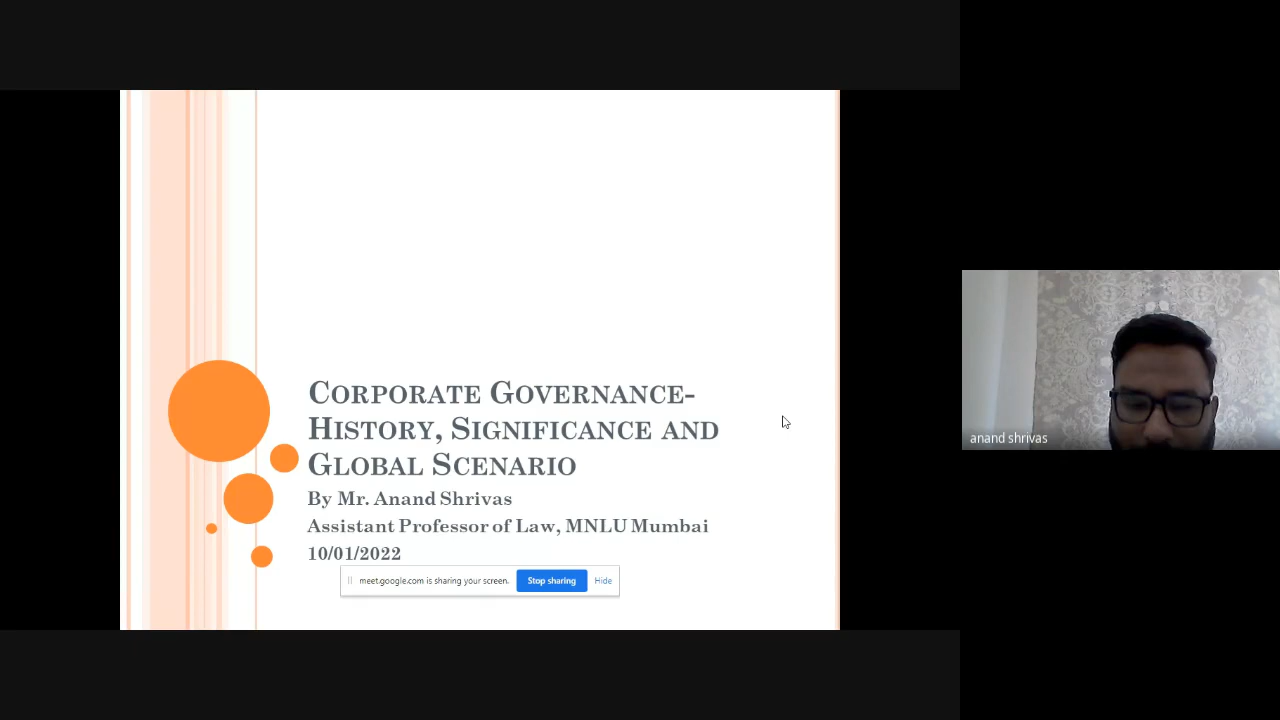 CORPORATE GOVERNANCE-
HISTORY, SIGNIFICANCE AND
GLOBAL SCENARIO
By Mr. Anand Shrivas
Assistant Professor of Law, MNLU Mumbai
10/01/2022
meet.google.com is sharing your screen. Stop sharing Hide
anand shrivas